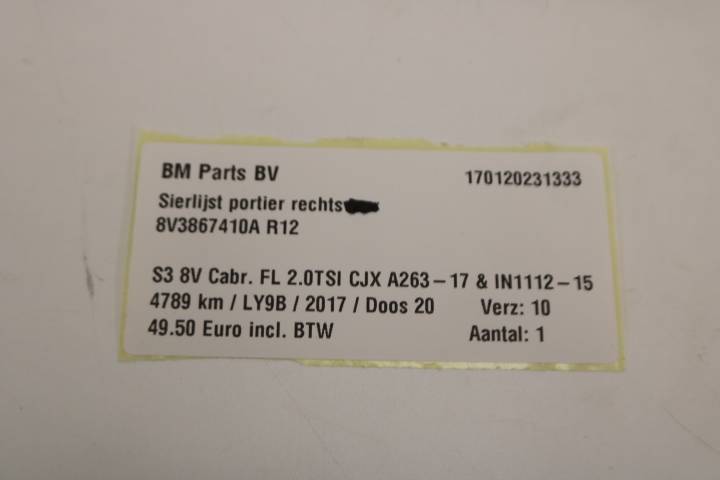 BM Parts BV 170120231333
Sierlijst portier rechts
8V3867410A R12
S3 8V Cabr. FL 2.0TSI CJX A263-17 & IN1112-15
4789 km / LY9B / 2017 / Doos 20 Verz: 10
49.50 Euro incl. BTW Aantal: 1